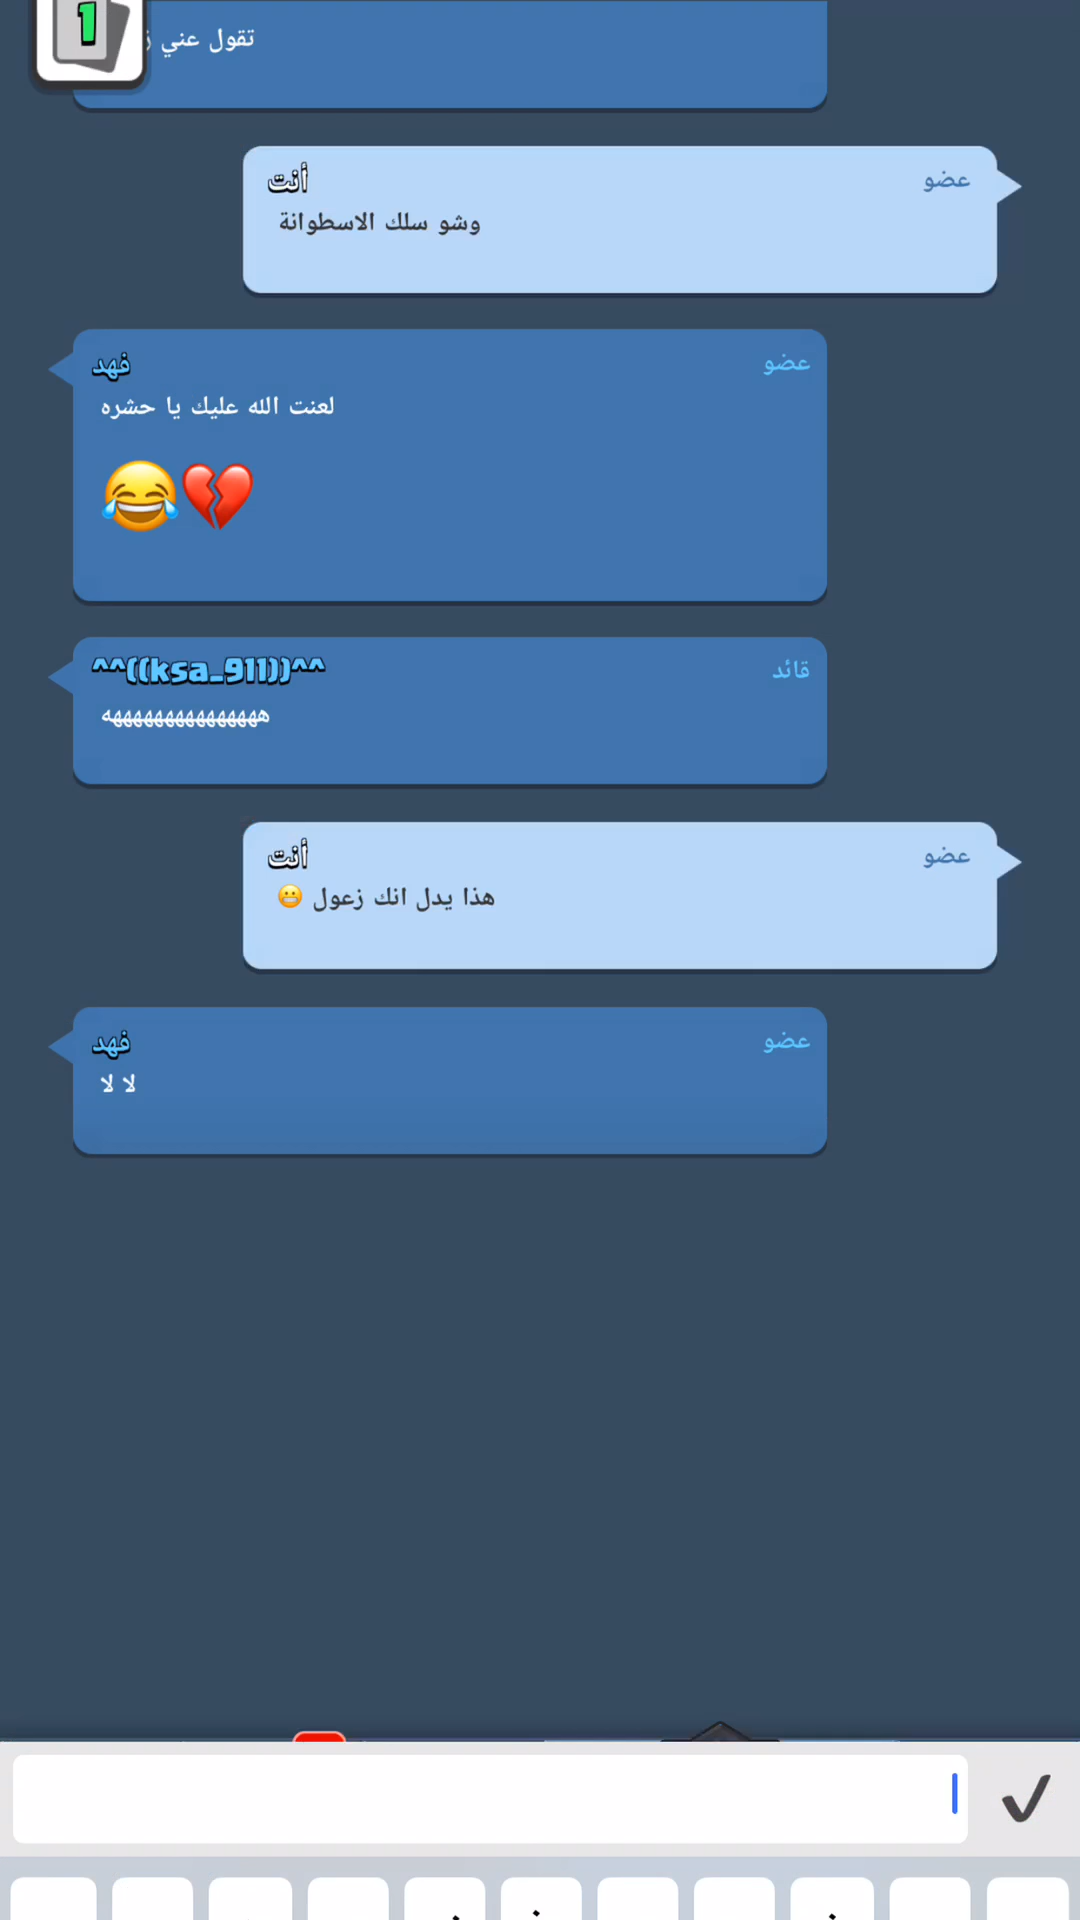 1
تقول عني
أنت
عضو
وشو سلك الاسطوانة
فهد
عضو
لعنت الله عليك يا حشره
😂💔
^^((ksa_911))^^
قائد
ههههههههههههههههه
أنت
عضو
هذا يدل انك زعول 😬
فهد
عضو
لا لا